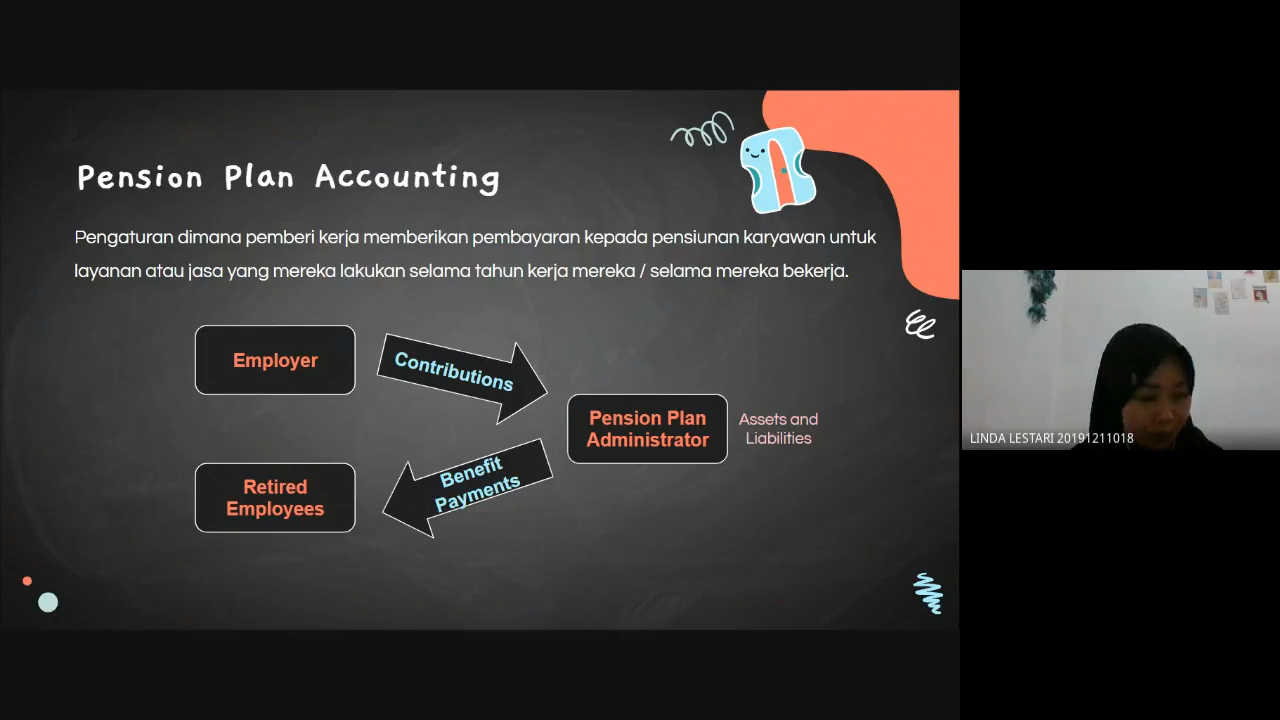 Pension Plan Accounting
Pengaturan dimana pemberi kerja memberikan pembayaran kepada pensiunan karyawan untuk
layanan atau jasa yang mereka lakukan selama tahun kerja mereka / selama mereka bekerja.
Employer
Contributions
Pension Plan
Administrator
Assets and
Liabilities
Benefit
Payments
Retired
Employees
LINDA LESTARI 20191211018